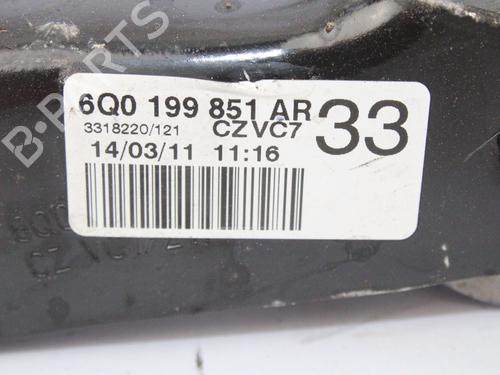 B-PARTS
6Q0 199 851 AR 33
3318220/121 CZVC7
14/03/11 11:16